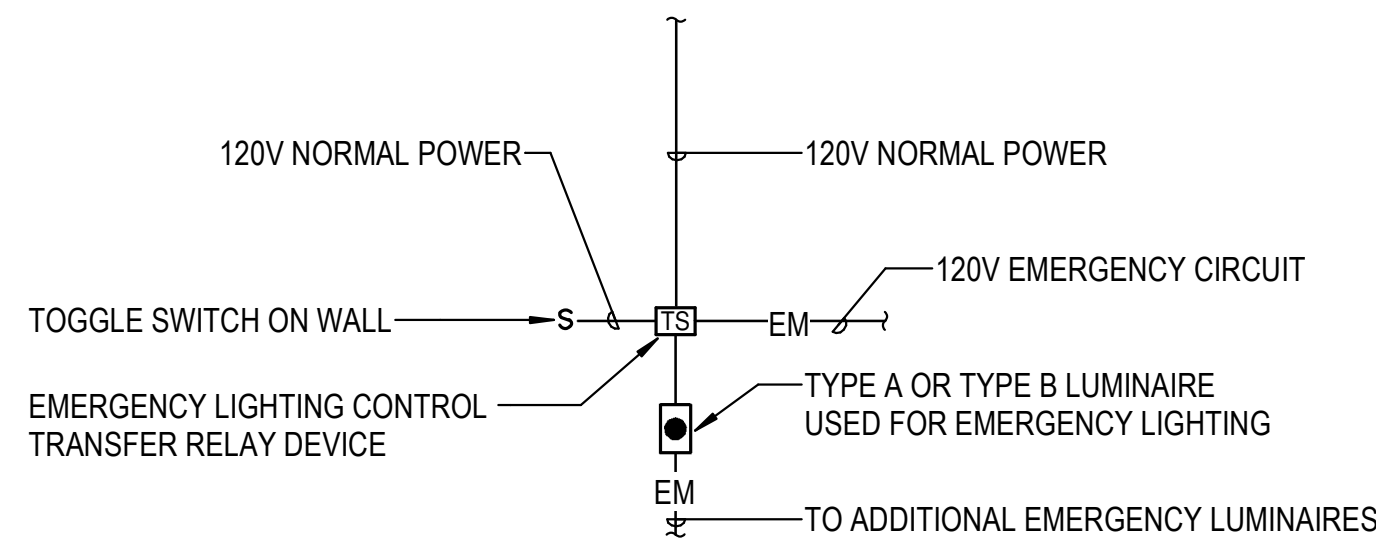 120V NORMAL POWER
120V NORMAL POWER
120V EMERGENCY CIRCUIT
TOGGLE SWITCH ON WALL
S
TS
EM
EMERGENCY LIGHTING CONTROL
TRANSFER RELAY DEVICE
TYPE A OR TYPE B LUMINAIRE
USED FOR EMERGENCY LIGHTING
EM
TO ADDITIONAL EMERGENCY LUMINAIRES